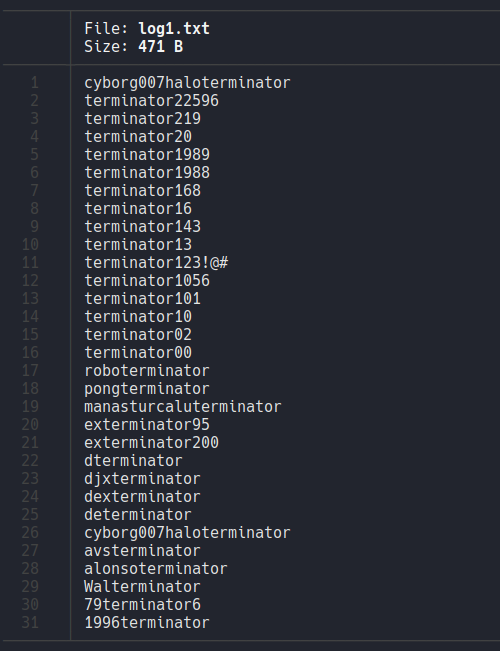 File: log1.txt
Size: 471 B
1 cyborg007haloterminator
2 terminator22596
3 terminator219
4 terminator20
5 terminator1989
6 terminator1988
7 terminator168
8 terminator16
9 terminator143
10 terminator13
11 terminator123!@#
12 terminator1056
13 terminator101
14 terminator10
15 terminator02
16 terminator00
17 roboterminator
18 pongterminator
19 manasturcaluterminator
20 exterminator95
21 exterminator200
22 dterminator
23 djxterminator
24 dexterminator
25 determinator
26 cyborg007haloterminator
27 avsterminator
28 alonsoterminator
29 Walterminator
30 79terminator6
31 1996terminator